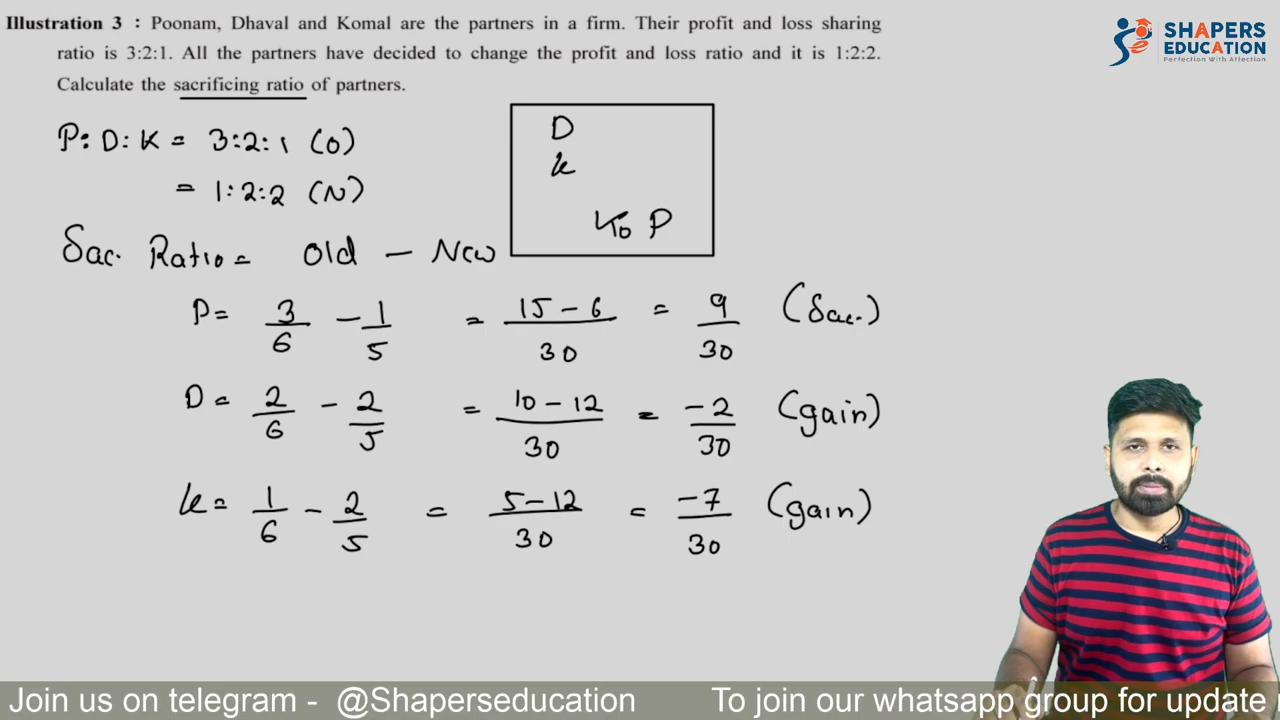 Illustration 3 : Poonam, Dhaval and Komal are the partners in a firm. Their profit and loss sharing
ratio is 3:2:1. All the partners have decided to change the profit and loss ratio and it is 1:2:2.
Calculate the sacrificing ratio of partners.
SHAPERS
EDUCATION
Perfection With Affection
P: D: K = 3:2:1 (O)
= 1:2:2 (N)
D
K
To P
Sac. Ratio = Old - New
P = 3/6 - 1/5 = 15 - 6/30 = 9/30 (Sac.)
D = 2/6 - 2/5 = 10 - 12/30 = -2/30 (gain)
K = 1/6 - 2/5 = 5 - 12/30 = -7/30 (gain)
Join us on telegram - @Shaperseducation To join our whatsapp group for update